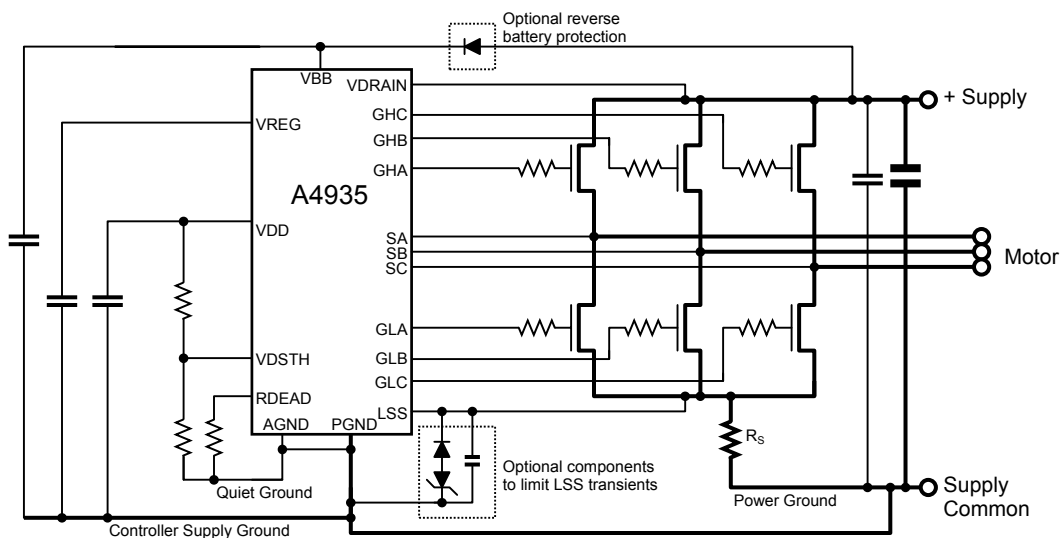 Optional reverse
battery protection
VBB
VDRAIN
+ Supply
GHC
VREG
GHB
GHA
A4935
VDD
SA
SB
SC
Motor
GLA
VDSTH
GLB
GLC
RDEAD
LSS
AGND
PGND
RS
Optional components
to limit LSS transients
Quiet Ground
Power Ground
Supply
Common
Controller Supply Ground